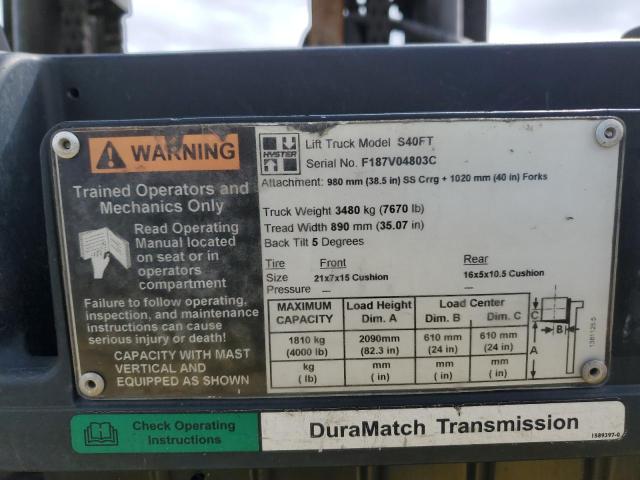 WARNING
Trained Operators and
Mechanics Only
Read Operating
Manual located
on seat or in
operators
compartment
Failure to follow operating,
inspection, and maintenance
instructions can cause
serious injury or death!
CAPACITY WITH MAST
VERTICAL AND
EQUIPPED AS SHOWN
HYSTER
Lift Truck Model S40FT
Serial No. F187V04803C
Attachment: 980 mm (38.5 in) SS Crrg + 1020 mm (40 in) Forks
Truck Weight 3480 kg (7670 lb)
Tread Width 890 mm (35.07 in)
Back Tilt 5 Degrees
Tire Front Rear
Size 21x7x15 Cushion 16x5x10.5 Cushion
Pressure — —
MAXIMUM Load Height Load Center
CAPACITY Dim. A Dim. B Dim. C
1810 kg 2090mm 610 mm 610 mm
(4000 lb) (82.3 in) (24 in) (24 in)
kg mm mm mm
( lb) ( in) ( in) ( in)
C
B
A
1361125-5
Check Operating
Instructions
DuraMatch Transmission
1589397-0